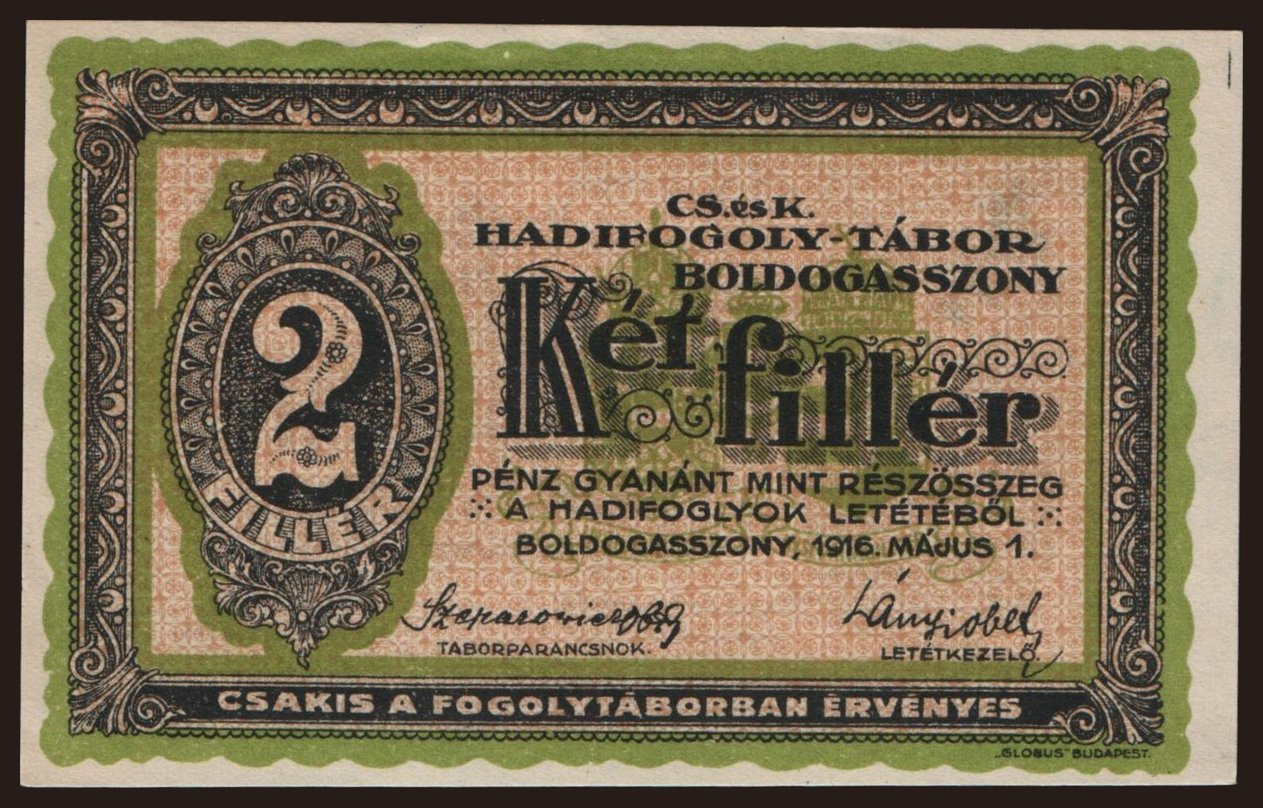 CS. és K.
HADIFOGOLY-TÁBOR
BOLDOGASSZONY
Két fillér
2
FILLÉR
PÉNZ GYANÁNT MINT RÉSZÖSSZEG
A HADIFOGLYOK LETÉTÉBŐL
BOLDOGASSZONY, 1916. MÁJUS 1.
TÁBORPARANCSNOK.
LETÉTKEZELŐ.
CSAKIS A FOGOLYTÁBORBAN ÉRVÉNYES
„GLOBUS" BUDAPEST.